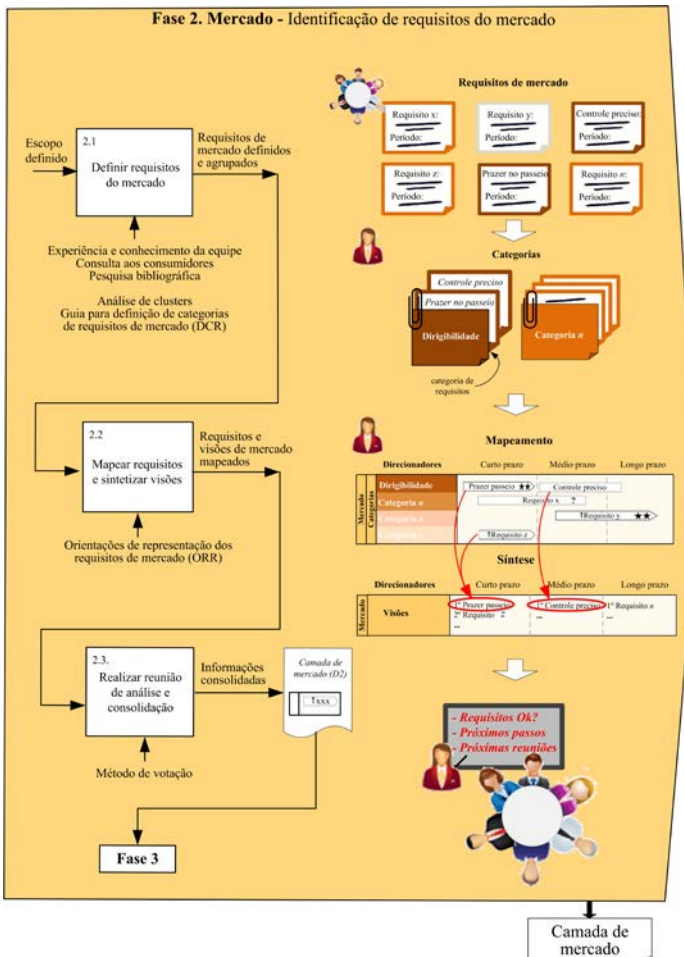 Fase 2. Mercado - Identificação de requisitos do mercado
Escopo
definido
2.1
Definir requisitos
do mercado
Requisitos de
mercado definidos
e agrupados
Experiência e conhecimento da equipe
Consulta aos consumidores
Pesquisa bibliográfica
Análise de clusters
Guia para definição de categorias
de requisitos de mercado (DCR)
2.2
Mapear requisitos
e sintetizar visões
Requisitos e
visões de mercado
mapeados
Orientações de representação dos
requisitos de mercado (ORR)
2.3.
Realizar reunião
de análise e
consolidação
Informações
consolidadas
Camada de
mercado (D2)
↑xxx
Método de votação
Fase 3
Requisitos de mercado
Requisito x:
Período:
Requisito y:
Período:
Controle preciso:
Período:
Requisito z:
Período:
Prazer no passeio
Período:
Requisito n:
Período:
Categorias
Controle preciso
Prazer no passeio
Dirigibilidade
Categoria n
categoria de
requisitos
Mapeamento
Direcionadores Curto prazo Médio prazo Longo prazo
Mercado
Categorias
Dirigibilidade Prazer passeio ★★ Controle preciso
Categoria n Requisito x ?
↑Requisito y ★★
↑Requisito z
Síntese
Direcionadores Curto prazo Médio prazo Longo prazo
Mercado
Visões
1º Prazer passeio 1º Controle preciso 1º Requisito n
2º Requisito ... ...
...
- Requisitos Ok?
- Próximos passos
- Próximas reuniões
Camada de
mercado